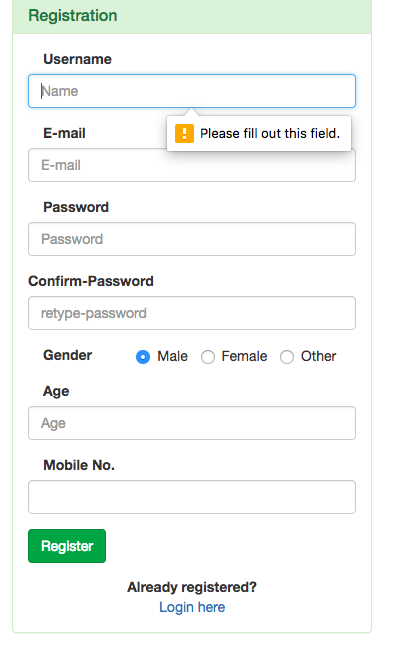 Registration
Username
Name
E-mail
! Please fill out this field.
E-mail
Password
Password
Confirm-Password
retype-password
Gender Male Female Other
Age
Age
Mobile No.
Register
Already registered?
Login here